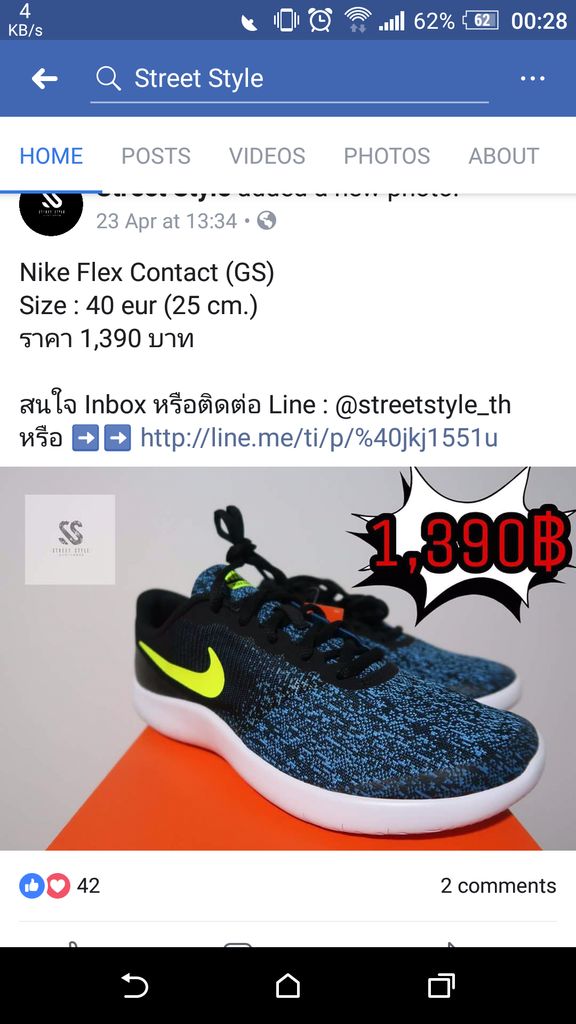 4
KB/s
62%
62
00:28
Street Style
HOME
POSTS
VIDEOS
PHOTOS
ABOUT
Street Style added a new photo.
23 Apr at 13:34
Nike Flex Contact (GS)
Size : 40 eur (25 cm.)
ราคา 1,390 บาท
สนใจ Inbox หรือติดต่อ Line : @streetstyle_th
หรือ ➡️➡️ http://line.me/ti/p/%40jkj1551u
SS
STREET STYLE
1,390฿
42
2 comments